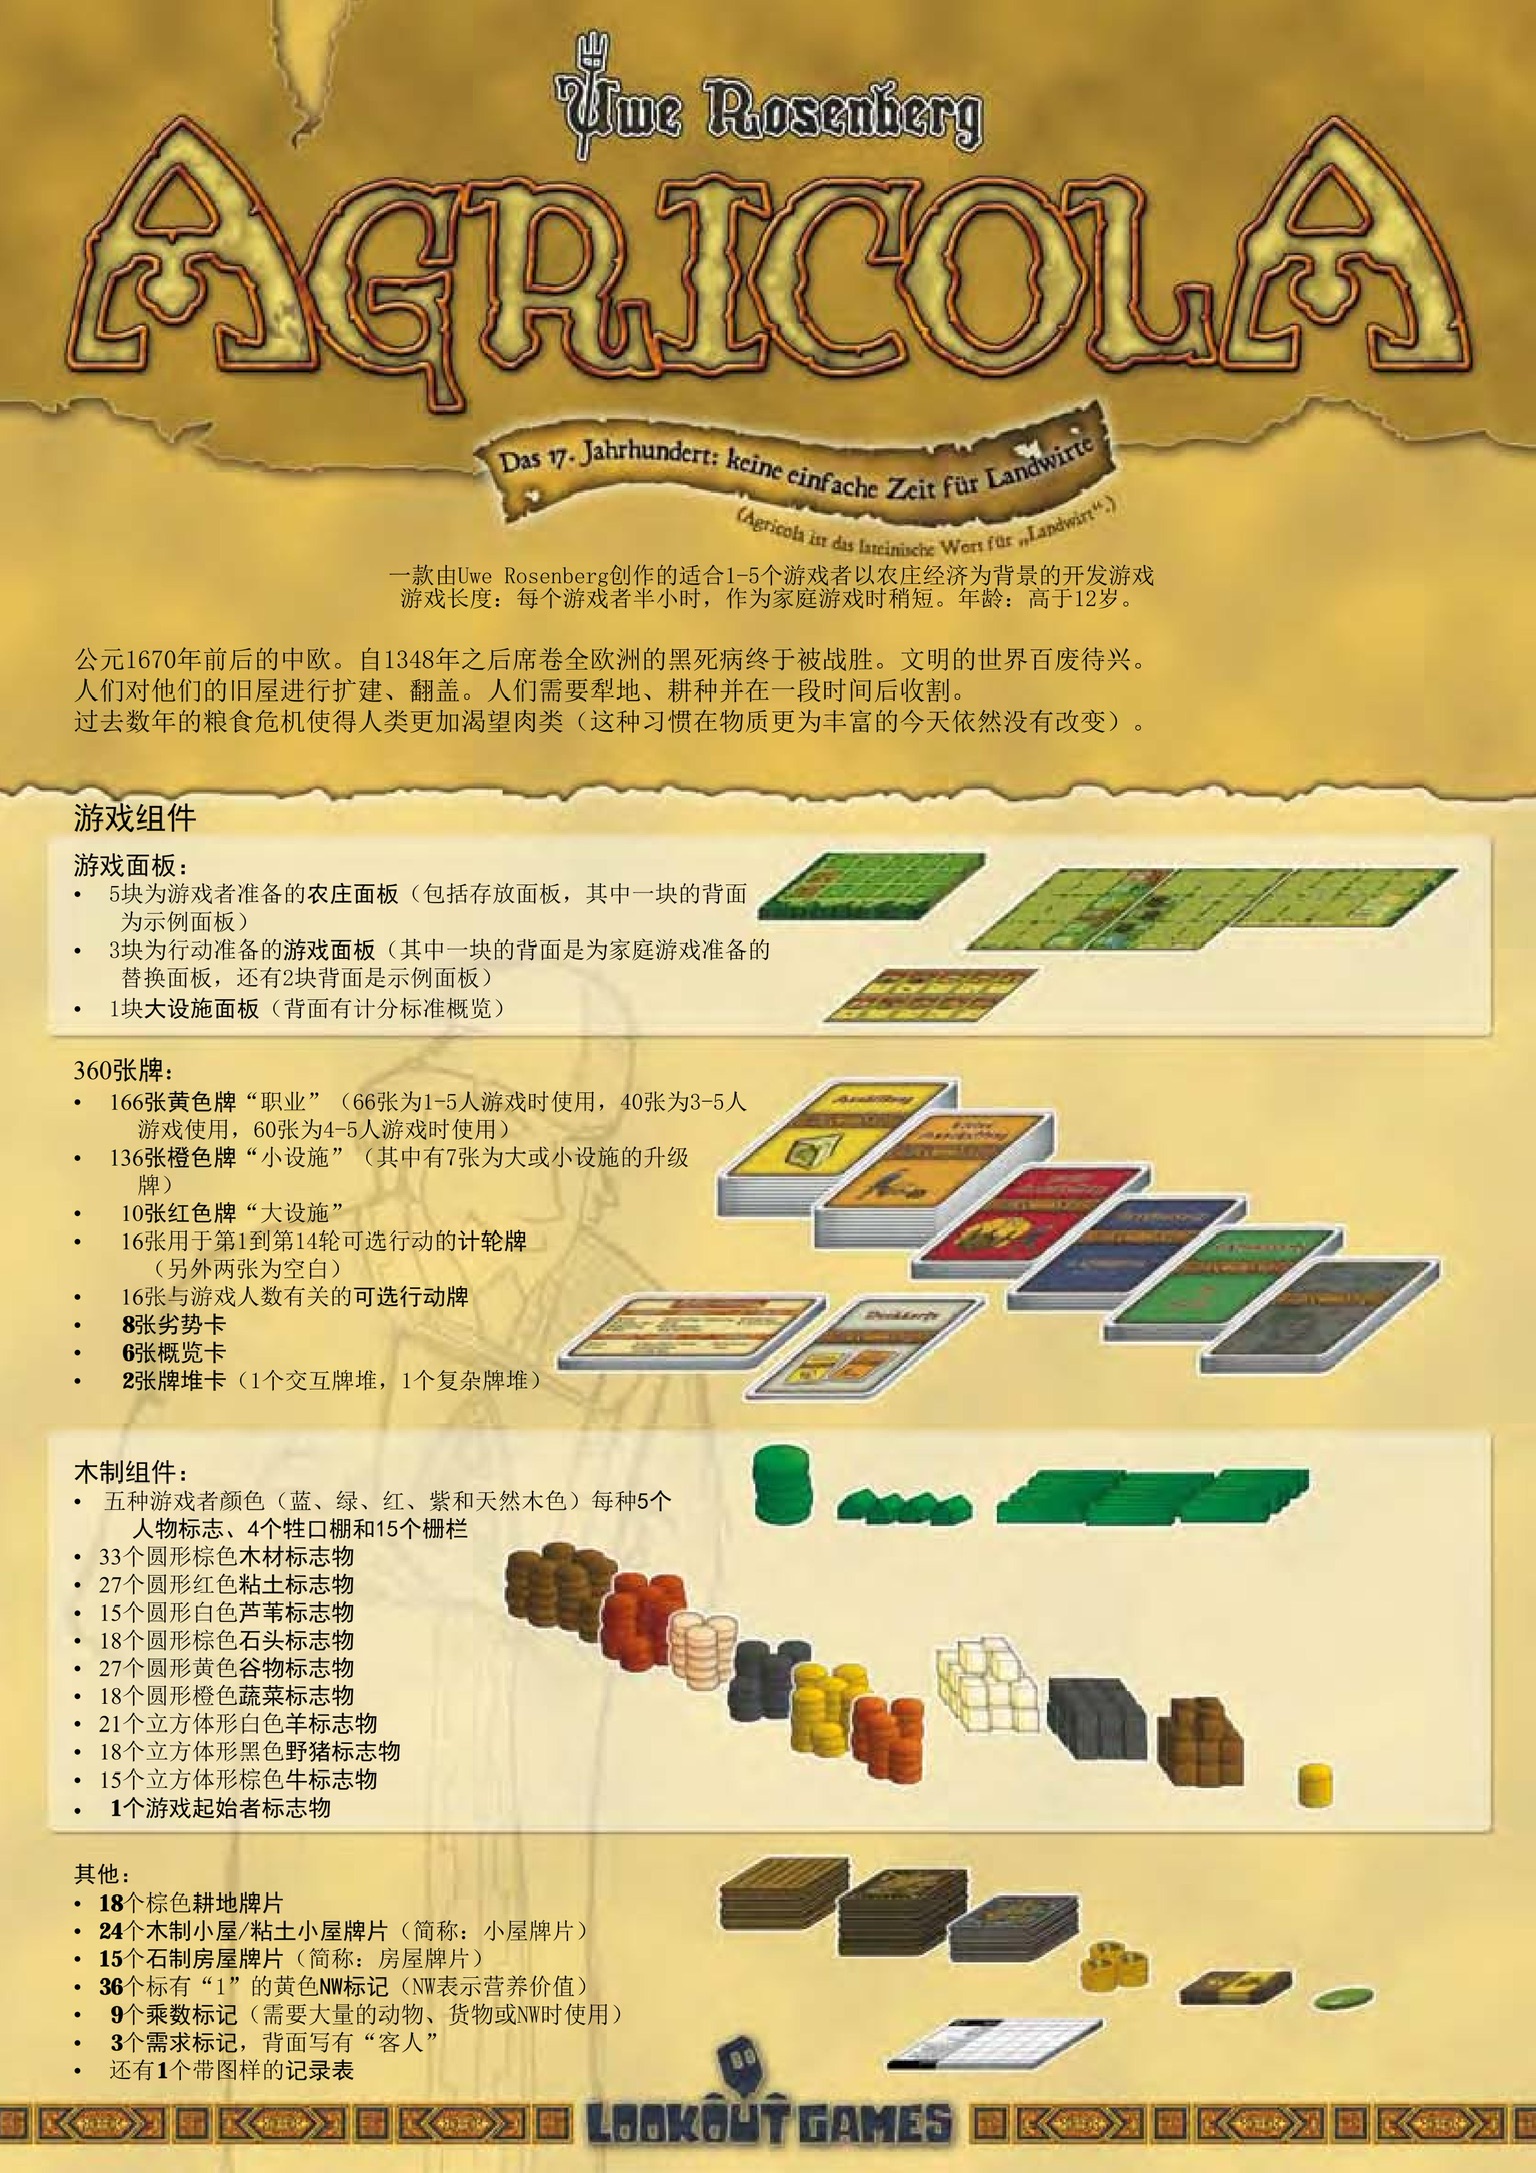 Uwe Rosenberg
AGRICOLA
Das 17. Jahrhundert: keine einfache Zeit für Landwirte
(Agricola ist das lateinische Wort für „Landwirt“.)
一款由Uwe Rosenberg创作的适合1-5个游戏者以农庄经济为背景的开发游戏
游戏长度：每个游戏者半小时，作为家庭游戏时稍短。年龄：高于12岁。
公元1670年前后的中欧。自1348年之后席卷全欧洲的黑死病终于被战胜。文明的世界百废待兴。
人们对他们的旧屋进行扩建、翻盖。人们需要犁地、耕种并在一段时间后收割。
过去数年的粮食危机使得人类更加渴望肉类（这种习惯在物质更为丰富的今天依然没有改变）。
游戏组件
游戏面板：
• 5块为游戏者准备的农庄面板（包括存放面板，其中一块的背面
为示例面板）
• 3块为行动准备的游戏面板（其中一块的背面是为家庭游戏准备的
替换面板，还有2块背面是示例面板）
• 1块大设施面板（背面有计分标准概览）
360张牌：
• 166张黄色牌“职业”（66张为1-5人游戏时使用，40张为3-5人
游戏使用，60张为4-5人游戏时使用）
• 136张橙色牌“小设施”（其中有7张为大或小设施的升级
牌）
• 10张红色牌“大设施”
• 16张用于第1到第14轮可选行动的计轮牌
（另外两张为空白）
• 16张与游戏人数有关的可选行动牌
• 8张劣势卡
• 6张概览卡
• 2张牌堆卡（1个交互牌堆，1个复杂牌堆）
木制组件：
• 五种游戏者颜色（蓝、绿、红、紫和天然木色）每种5个
人物标志、4个牲口棚和15个栅栏
• 33个圆形棕色木材标志物
• 27个圆形红色粘土标志物
• 15个圆形白色芦苇标志物
• 18个圆形棕色石头标志物
• 27个圆形黄色谷物标志物
• 18个圆形橙色蔬菜标志物
• 21个立方体形白色羊标志物
• 18个立方体形黑色野猪标志物
• 15个立方体形棕色牛标志物
• 1个游戏起始者标志物
其他：
• 18个棕色耕地牌片
• 24个木制小屋/粘土小屋牌片（简称：小屋牌片）
• 15个石制房屋牌片（简称：房屋牌片）
• 36个标有“1”的黄色NW标记（NW表示营养价值）
• 9个乘数标记（需要大量的动物、货物或NW时使用）
• 3个需求标记，背面写有“客人”
• 还有1个带图样的记录表
LOOKOUT GAMES